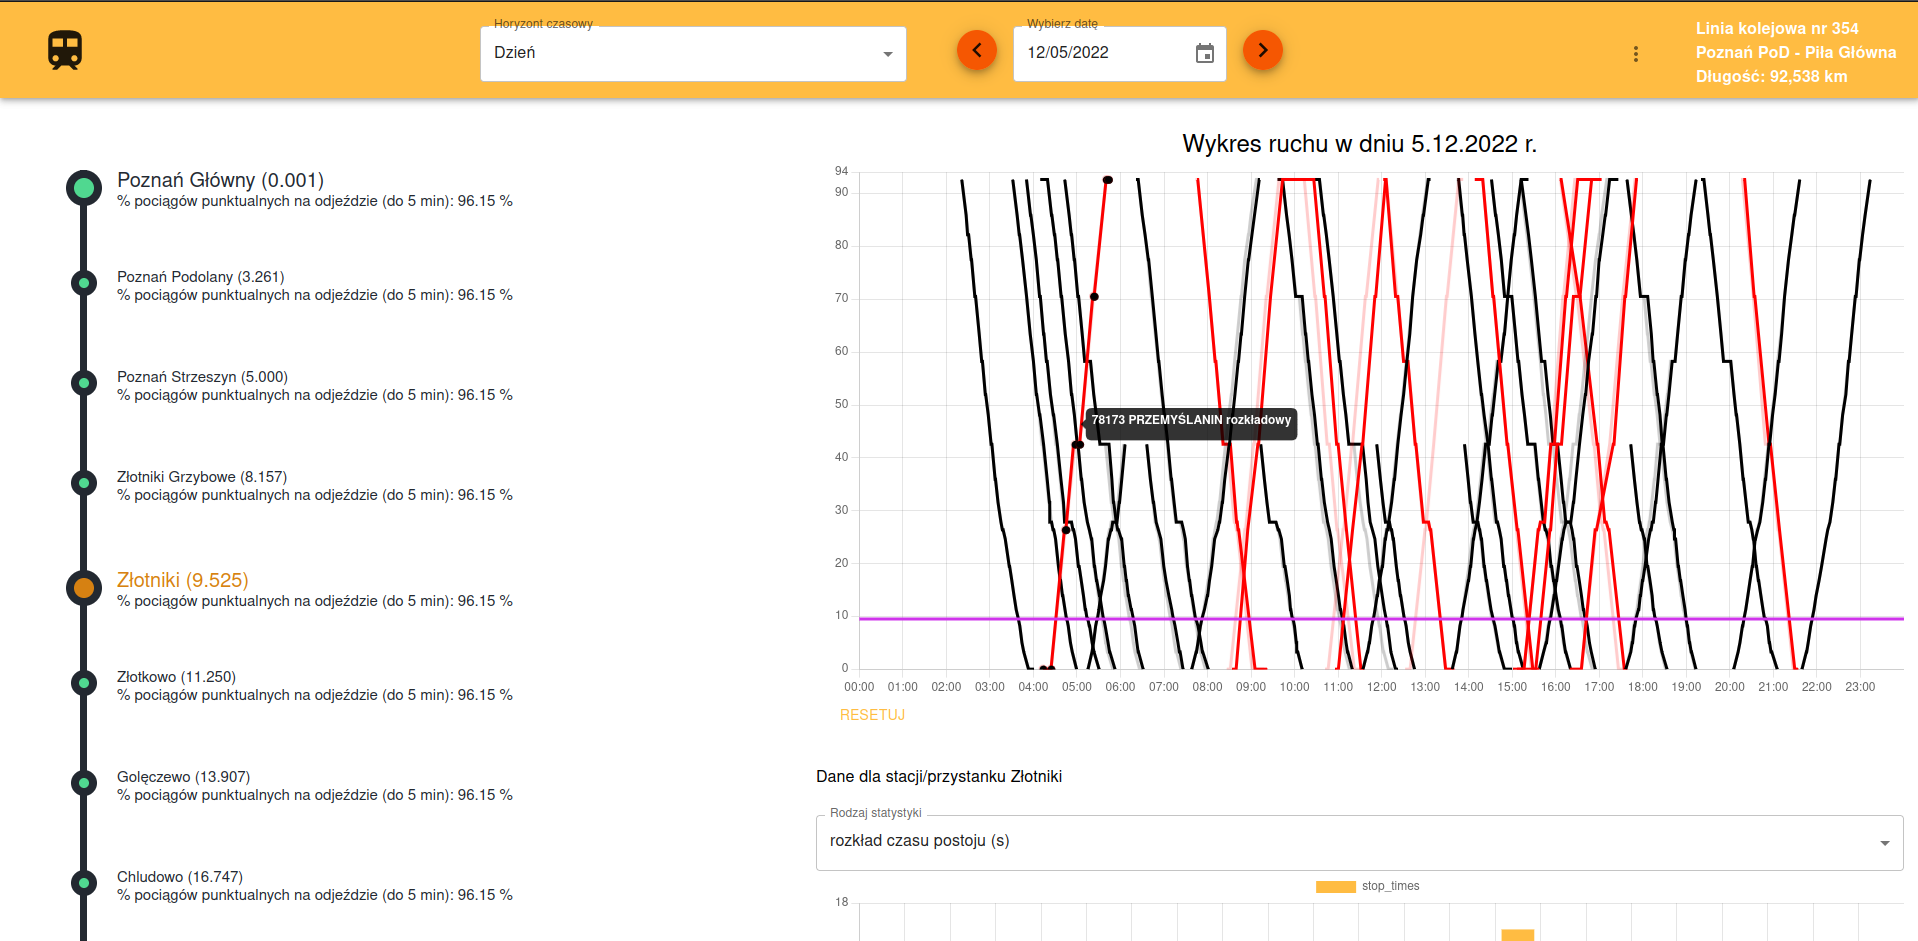 Horyzont czasowy
Dzień
Wybierz datę
12/05/2022
Linia kolejowa nr 354
Poznań PoD - Piła Główna
Długość: 92,538 km
Poznań Główny (0.001)
% pociągów punktualnych na odjeździe (do 5 min): 96.15 %
Poznań Podolany (3.261)
% pociągów punktualnych na odjeździe (do 5 min): 96.15 %
Poznań Strzeszyn (5.000)
% pociągów punktualnych na odjeździe (do 5 min): 96.15 %
Złotniki Grzybowe (8.157)
% pociągów punktualnych na odjeździe (do 5 min): 96.15 %
Złotniki (9.525)
% pociągów punktualnych na odjeździe (do 5 min): 96.15 %
Złotkowo (11.250)
% pociągów punktualnych na odjeździe (do 5 min): 96.15 %
Golęczewo (13.907)
% pociągów punktualnych na odjeździe (do 5 min): 96.15 %
Chludowo (16.747)
% pociągów punktualnych na odjeździe (do 5 min): 96.15 %
Wykres ruchu w dniu 5.12.2022 r.
94
90
80
70
60
50
40
30
20
10
0
78173 PRZEMYŚLANIN rozkładowy
00:00 01:00 02:00 03:00 04:00 05:00 06:00 07:00 08:00 09:00 10:00 11:00 12:00 13:00 14:00 15:00 16:00 17:00 18:00 19:00 20:00 21:00 22:00 23:00
RESETUJ
Dane dla stacji/przystanku Złotniki
Rodzaj statystyki
rozkład czasu postoju (s)
stop_times
18